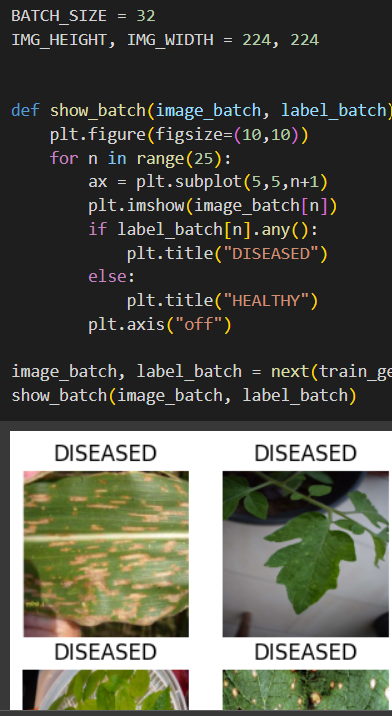 BATCH_SIZE = 32
IMG_HEIGHT, IMG_WIDTH = 224, 224
def show_batch(image_batch, label_batch)
plt.figure(figsize=(10,10))
for n in range(25):
ax = plt.subplot(5,5,n+1)
plt.imshow(image_batch[n])
if label_batch[n].any():
plt.title("DISEASED")
else:
plt.title("HEALTHY")
plt.axis("off")
image_batch, label_batch = next(train_ge
show_batch(image_batch, label_batch)
DISEASED DISEASED
DISEASED DISEASED